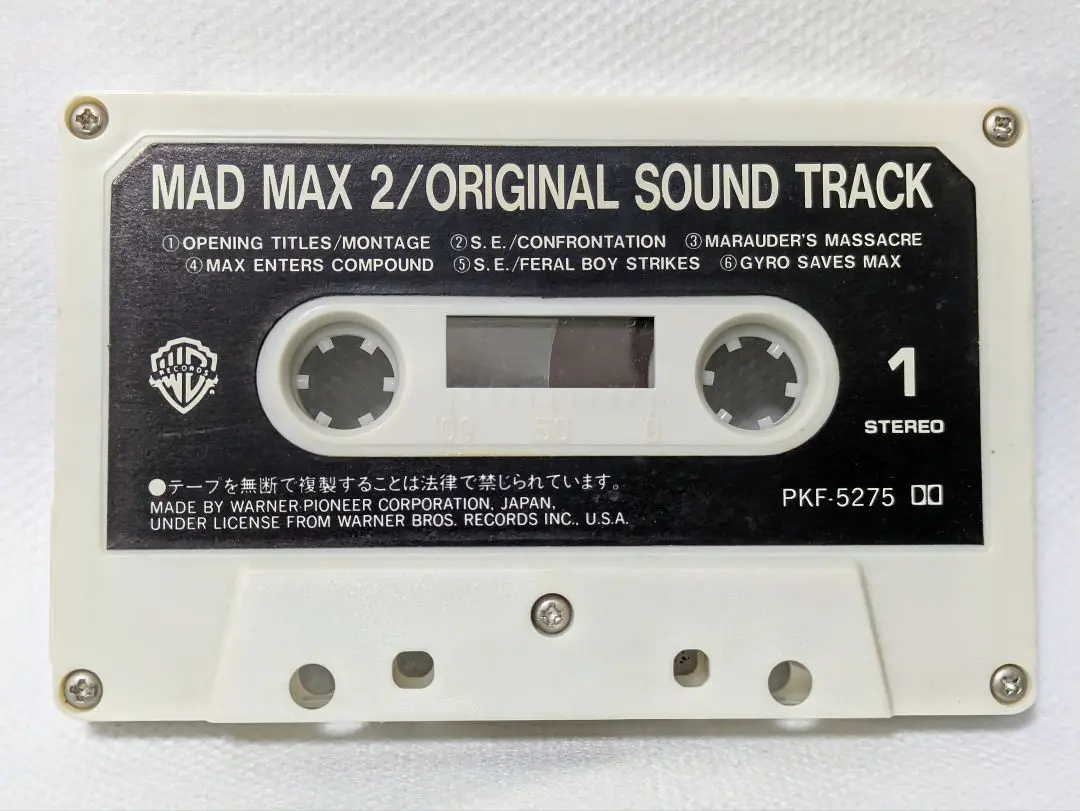 MAD MAX 2/ORIGINAL SOUND TRACK
①OPENING TITLES/MONTAGE ②S.E./CONFRONTATION ③MARAUDER'S MASSACRE
④MAX ENTERS COMPOUND ⑤S.E./FERAL BOY STRIKES ⑥GYRO SAVES MAX
RECORDS
1
STEREO
100 50 0
●テープを無断で複製することは法律で禁じられています。
MADE BY WARNER-PIONEER CORPORATION, JAPAN,
UNDER LICENSE FROM WARNER BROS. RECORDS INC., U.S.A.
PKF-5275